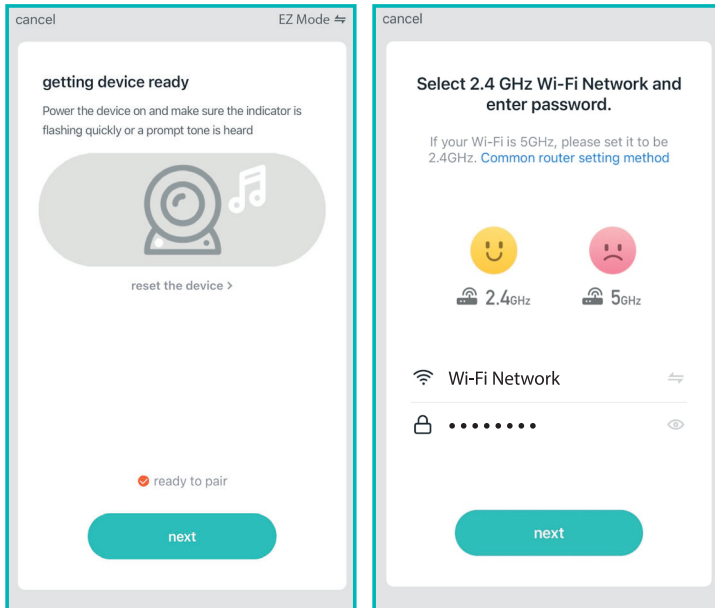 cancel
EZ Mode ⇋
getting device ready
Power the device on and make sure the indicator is
flashing quickly or a prompt tone is heard
reset the device >
ready to pair
next
cancel
Select 2.4 GHz Wi-Fi Network and
enter password.
If your Wi-Fi is 5GHz, please set it to be
2.4GHz. Common router setting method
2.4GHz
5GHz
Wi-Fi Network
••••••••
next